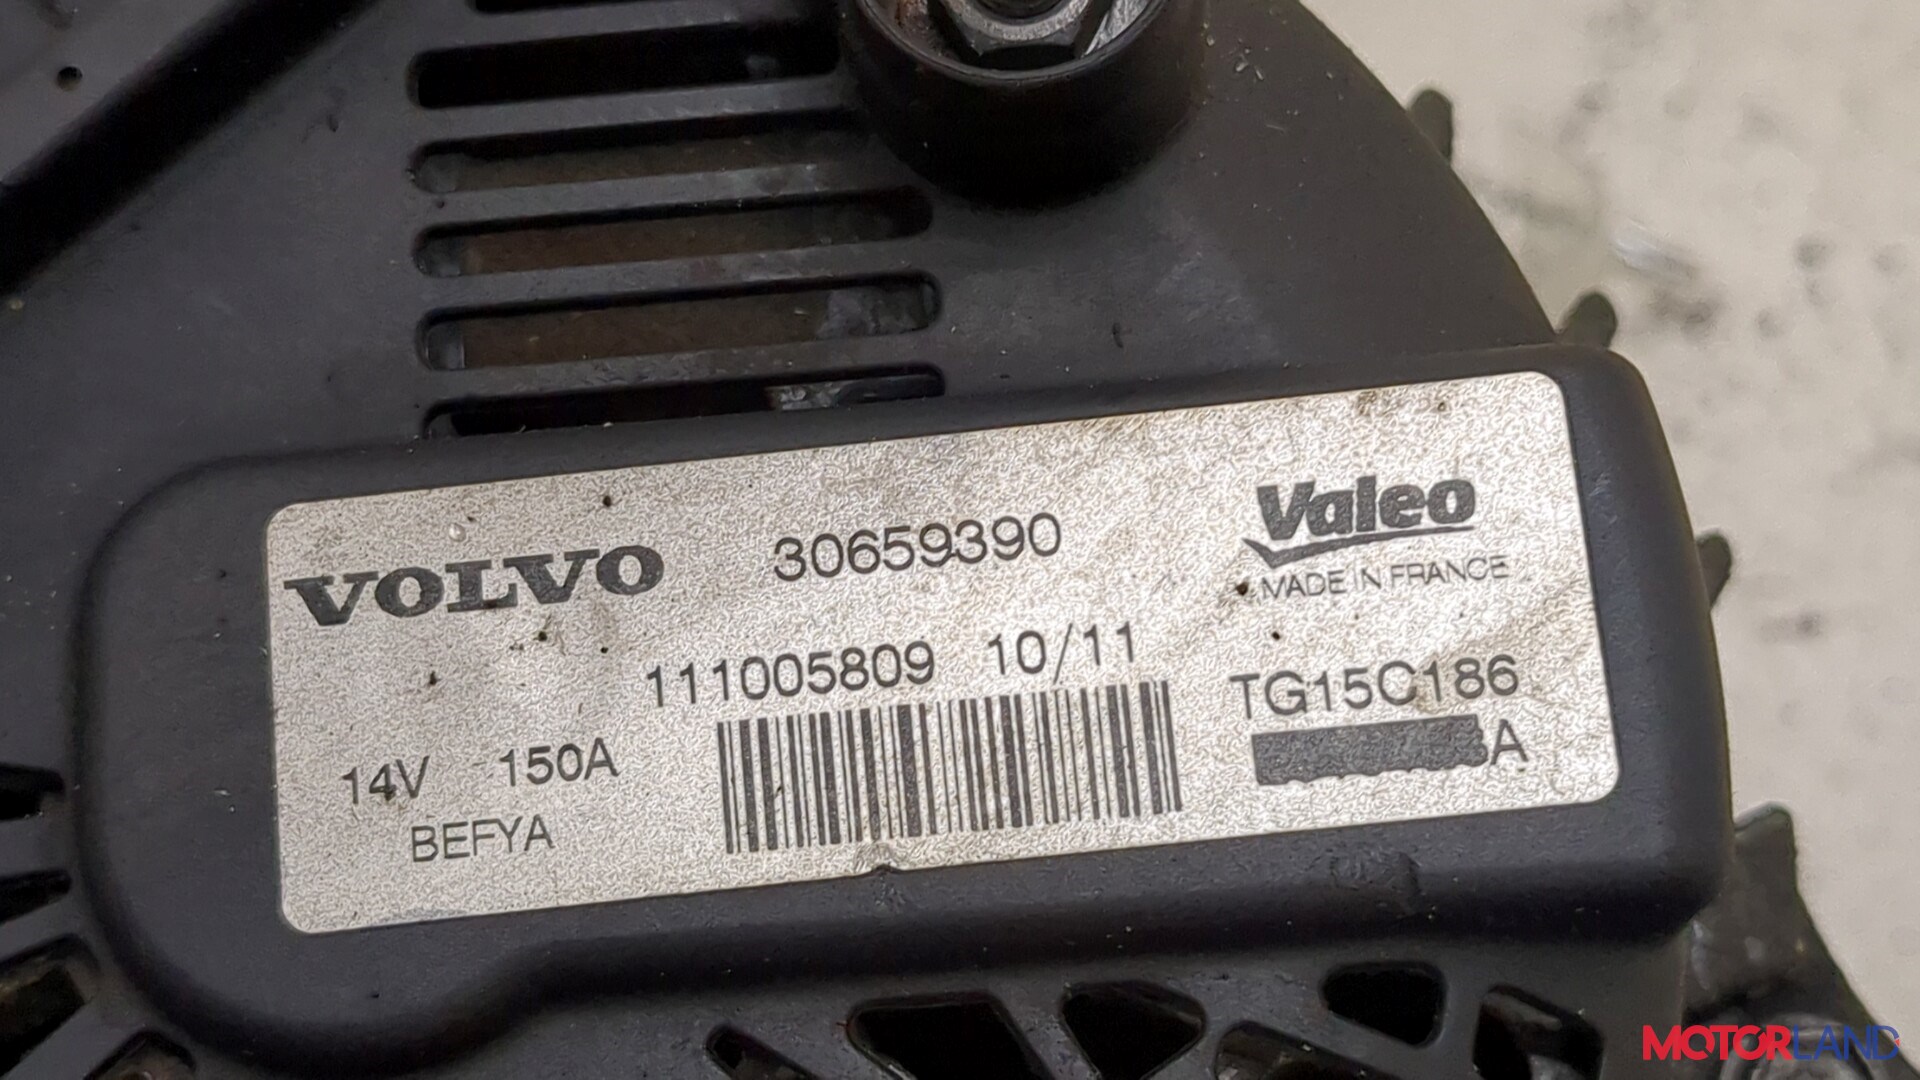 VOLVO 30659390 Valeo
MADE IN FRANCE
111005809 10/11
TG15C186
14V 150A
A
BEFYA
MOTORLAND